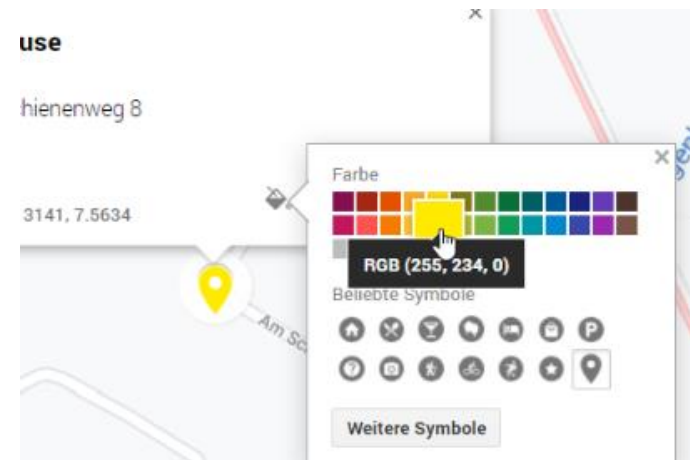 use
hienenweg 8
3141, 7.5634
Farbe
RGB (255, 234, 0)
Beliebte Symbole
Am Sc
Weitere Symbole